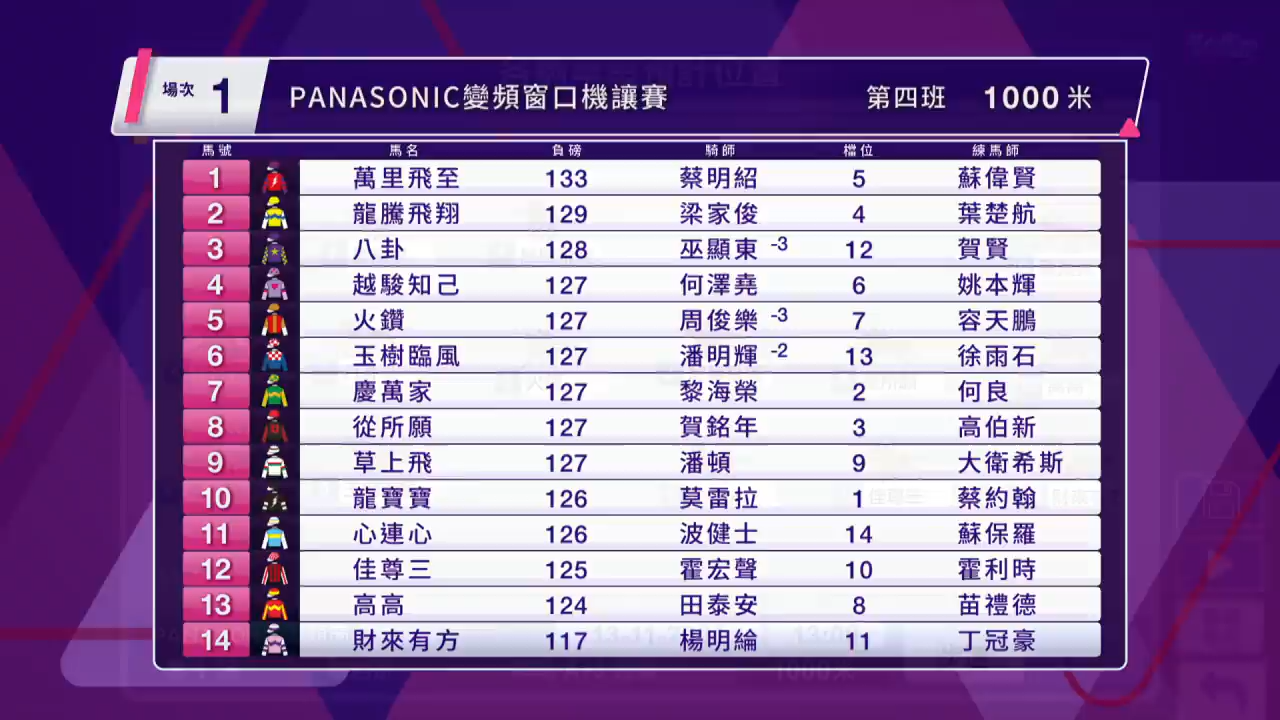 場次 1 PANASONIC變頻窗口機讓賽 第四班 1000 米
馬號 馬名 負磅 騎師 檔位 練馬師
1 萬里飛至 133 蔡明紹 5 蘇偉賢
2 龍騰飛翔 129 梁家俊 4 葉楚航
3 八卦 128 巫顯東 -3 12 賀賢
4 越駿知己 127 何澤堯 6 姚本輝
5 火鑽 127 周俊樂 -3 7 容天鵬
6 玉樹臨風 127 潘明輝 -2 13 徐雨石
7 慶萬家 127 黎海榮 2 何良
8 從所願 127 賀銘年 3 高伯新
9 草上飛 127 潘頓 9 大衛希斯
10 龍寶寶 126 莫雷拉 1 蔡約翰
11 心連心 126 波健士 14 蘇保羅
12 佳尊三 125 霍宏聲 10 霍利時
13 高高 124 田泰安 8 苗禮德
14 財來有方 117 楊明綸 11 丁冠豪